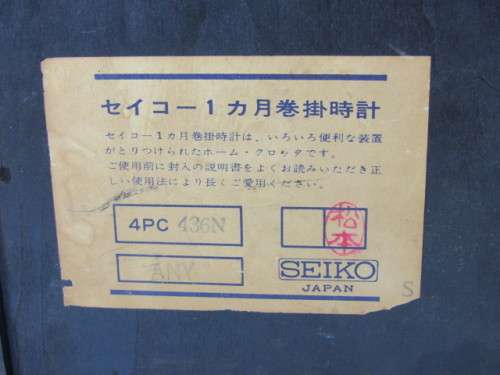 セイコー1カ月巻掛時計
セイコー1カ月巻掛時計は、いろいろ便利な装置
がとりつけられたホーム・クロックです。
ご使用前に封入の説明書をよくお読みいただき正
しい使用法により長くご愛用ください。
4PC 436N
松本
ANY
SEIKO
JAPAN
S